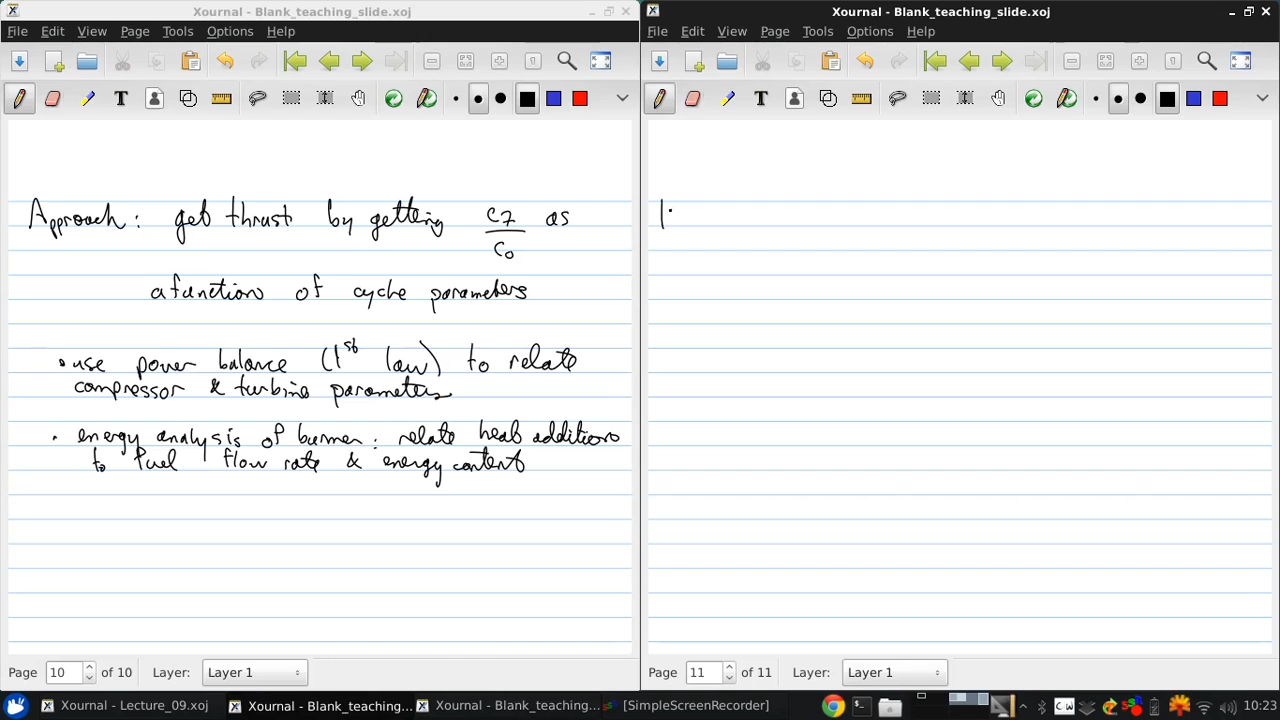 Xournal - Blank_teaching_slide.xoj
File Edit View Page Tools Options Help
Approach: get thrust by getting c7 as
c0
a function of cycle parameters
• use power balance (1st law) to relate
compressor & turbine parameters
• energy analysis of burner: relate heat addition
to fuel flow rate & energy content
Page 10 of 10 Layer: Layer 1
Xournal - Blank_teaching_slide.xoj
File Edit View Page Tools Options Help
1.
Page 11 of 11 Layer: Layer 1
Xournal - Lecture_09.xoj Xournal - Blank_teaching_... Xournal - Blank_teaching_... [SimpleScreenRecorder] 10:23